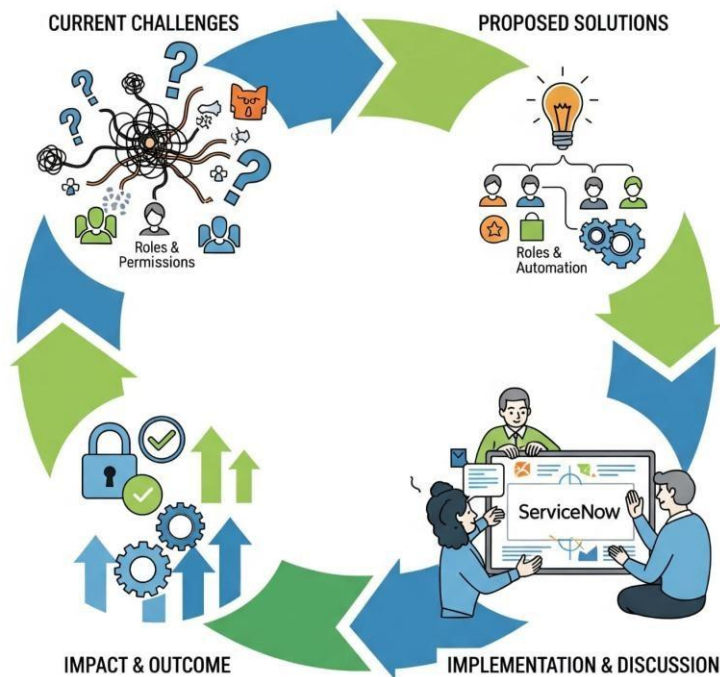 CURRENT CHALLENGES
PROPOSED SOLUTIONS
? ? ? ?
Roles &
Permissions
Roles &
Automation
ServiceNow
IMPACT & OUTCOME
IMPLEMENTATION & DISCUSSION